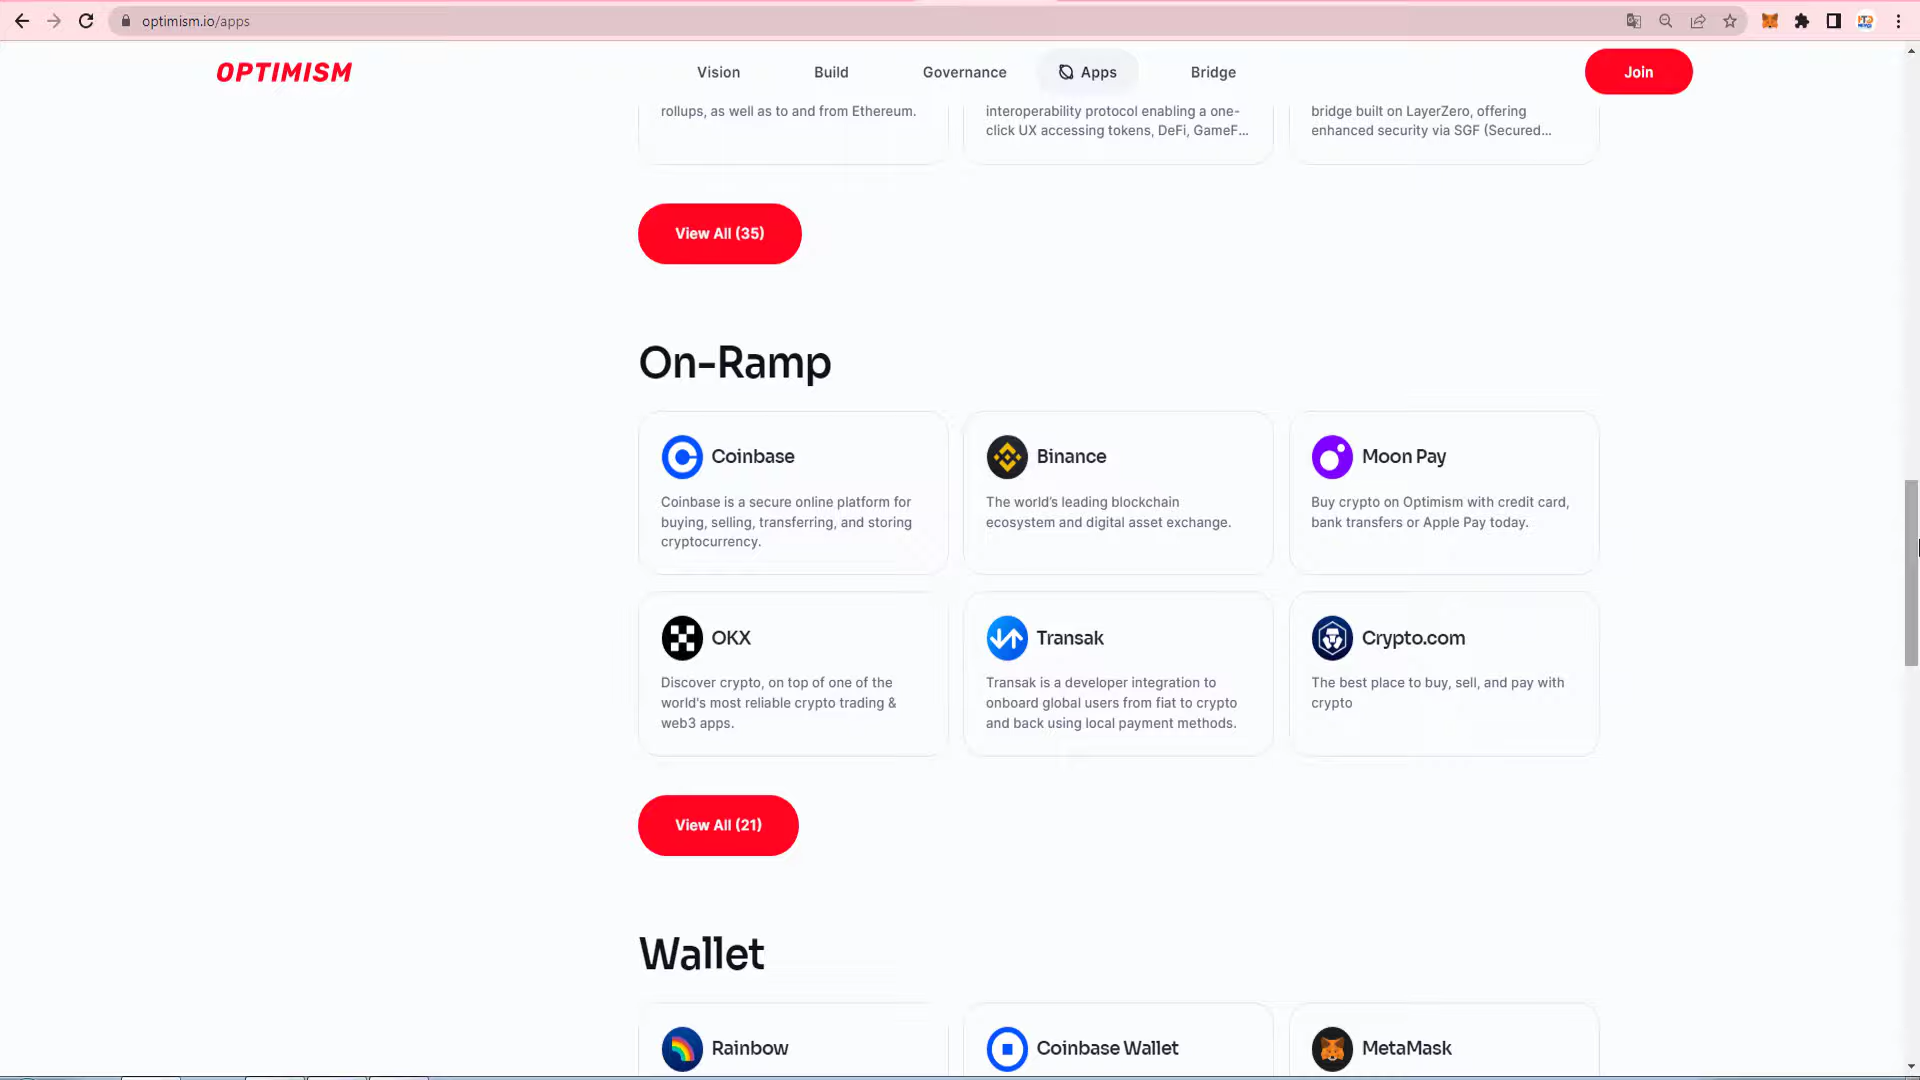 optimism.io/apps
OPTIMISM
Vision
Build
Governance
Apps
Bridge
Join
rollups, as well as to and from Ethereum.
interoperability protocol enabling a one-
click UX accessing tokens, DeFi, GameF...
bridge built on LayerZero, offering
enhanced security via SGF (Secured...
View All (35)
On-Ramp
Coinbase
Coinbase is a secure online platform for
buying, selling, transferring, and storing
cryptocurrency.
Binance
The world's leading blockchain
ecosystem and digital asset exchange.
Moon Pay
Buy crypto on Optimism with credit card,
bank transfers or Apple Pay today.
OKX
Discover crypto, on top of one of the
world's most reliable crypto trading &
web3 apps.
Transak
Transak is a developer integration to
onboard global users from fiat to crypto
and back using local payment methods.
Crypto.com
The best place to buy, sell, and pay with
crypto
View All (21)
Wallet
Rainbow
Coinbase Wallet
MetaMask